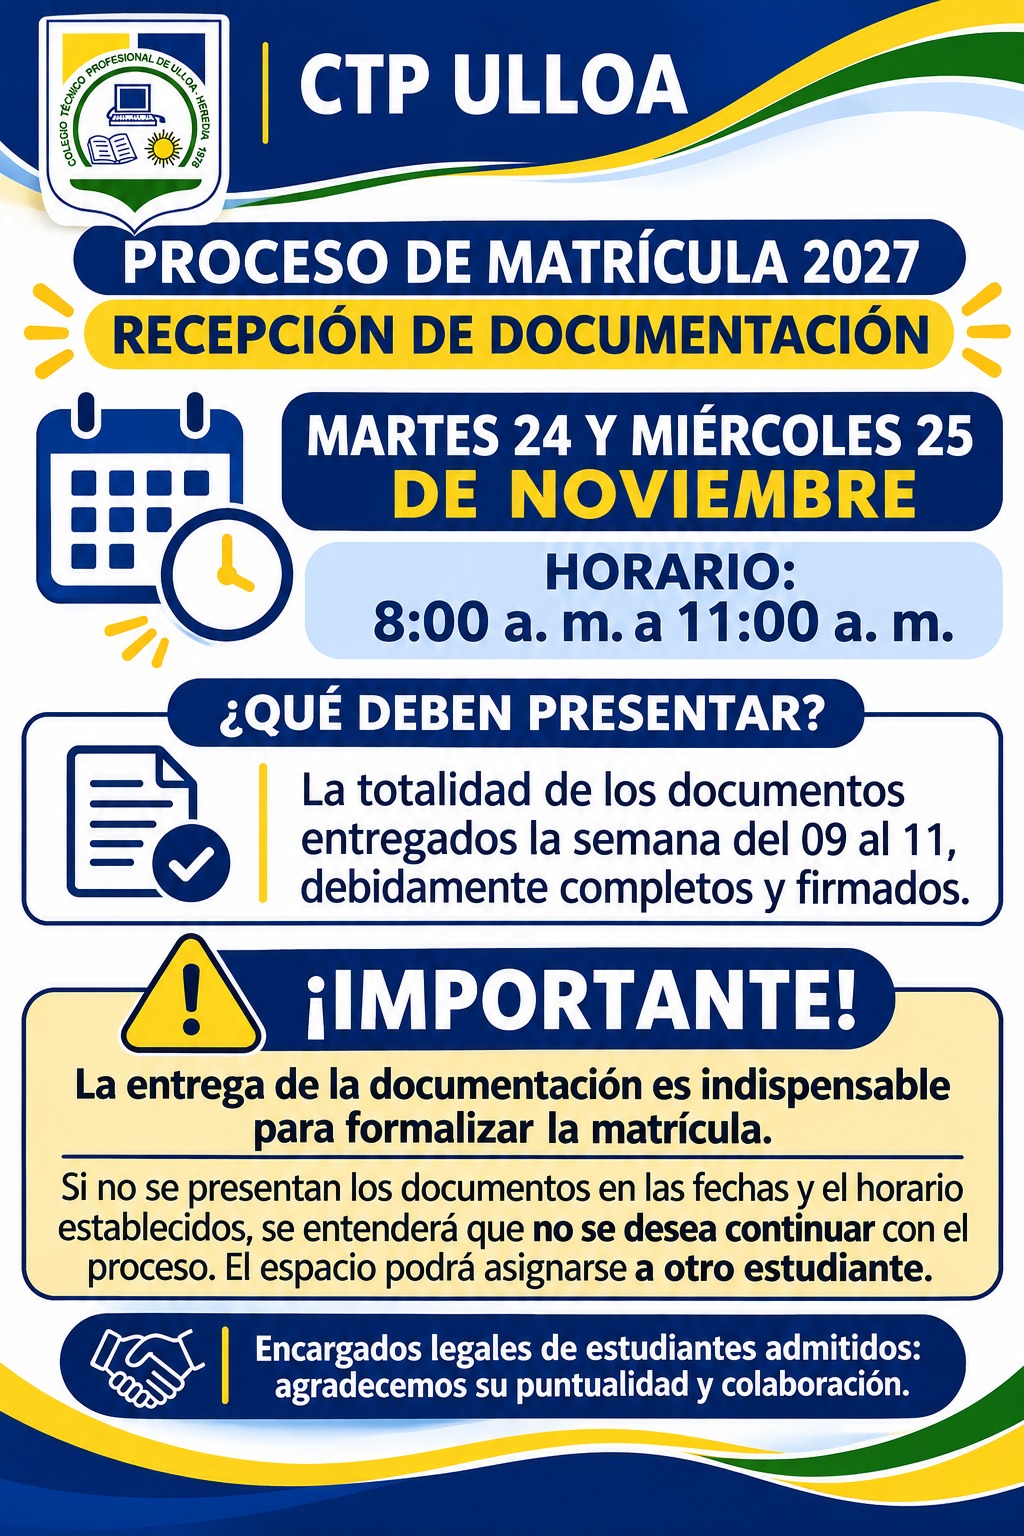 COLEGIO TÉCNICO PROFESIONAL DE ULLOA - HEREDIA 1978
CTP ULLOA
PROCESO DE MATRÍCULA 2027
RECEPCIÓN DE DOCUMENTACIÓN
MARTES 24 Y MIÉRCOLES 25
DE NOVIEMBRE
HORARIO:
8:00 a. m. a 11:00 a. m.
¿QUÉ DEBEN PRESENTAR?
La totalidad de los documentos
entregados la semana del 09 al 11,
debidamente completos y firmados.
¡IMPORTANTE!
La entrega de la documentación es indispensable
para formalizar la matrícula.
Si no se presentan los documentos en las fechas y el horario
establecidos, se entenderá que no se desea continuar con el
proceso. El espacio podrá asignarse a otro estudiante.
Encargados legales de estudiantes admitidos:
agradecemos su puntualidad y colaboración.